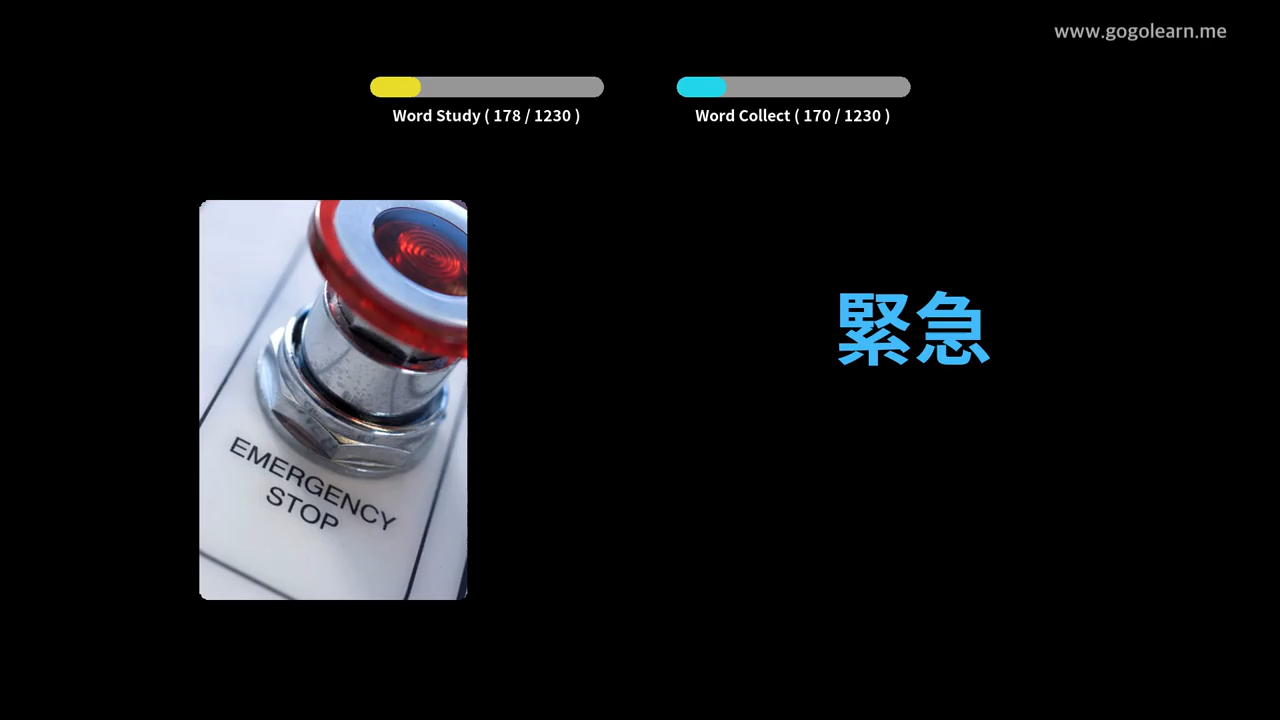 www.gogolearn.me
Word Study ( 178 / 1230 )
Word Collect ( 170 / 1230 )
緊急
EMERGENCY
STOP